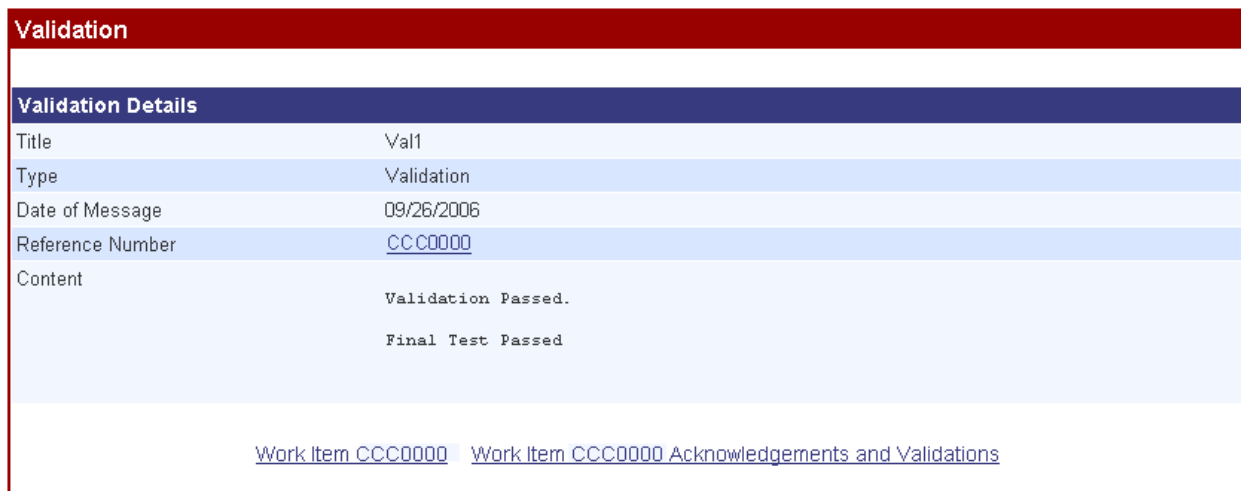 Validation
Validation Details
Title Val1
Type Validation
Date of Message 09/26/2006
Reference Number CCC0000
Content
Validation Passed.
Final Test Passed
Work Item CCC0000 Work Item CCC0000 Acknowledgements and Validations